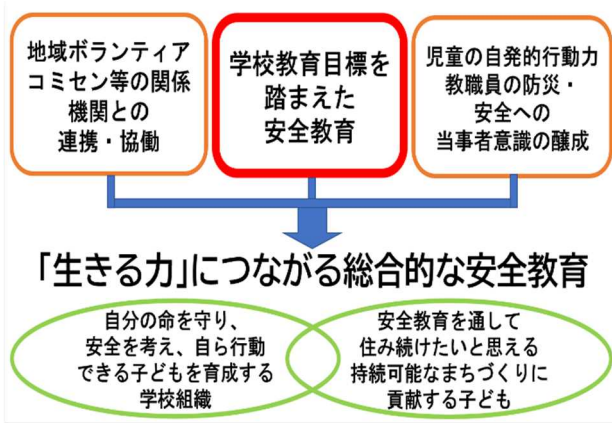 地域ボランティア
コミセン等の関係
機関との
連携・協働
学校教育目標を
踏まえた
安全教育
児童の自発的行動力
教職員の防災・
安全への
当事者意識の醸成
「生きる力」につながる総合的な安全教育
自分の命を守り、
安全を考え、自ら行動
できる子どもを育成する
学校組織
安全教育を通して
住み続けたいと思える
持続可能なまちづくりに
貢献する子ども